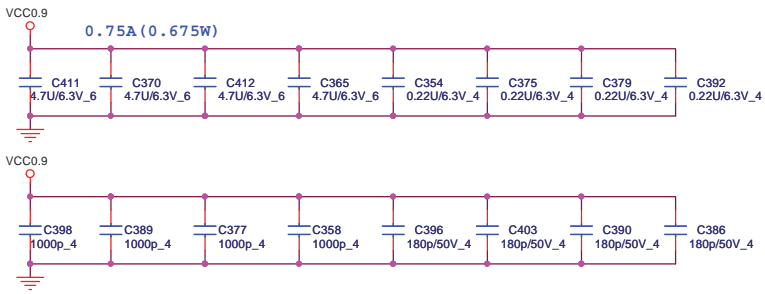 VCC0.9
0.75A(0.675W)
C411 C370 C412 C365 C354 C375 C379 C392
4.7U/6.3V_6 4.7U/6.3V_6 4.7U/6.3V_6 4.7U/6.3V_6 0.22U/6.3V_4 0.22U/6.3V_4 0.22U/6.3V_4 0.22U/6.3V_4
VCC0.9
C398 C389 C377 C358 C396 C403 C390 C386
1000p_4 1000p_4 1000p_4 1000p_4 180p/50V_4 180p/50V_4 180p/50V_4 180p/50V_4